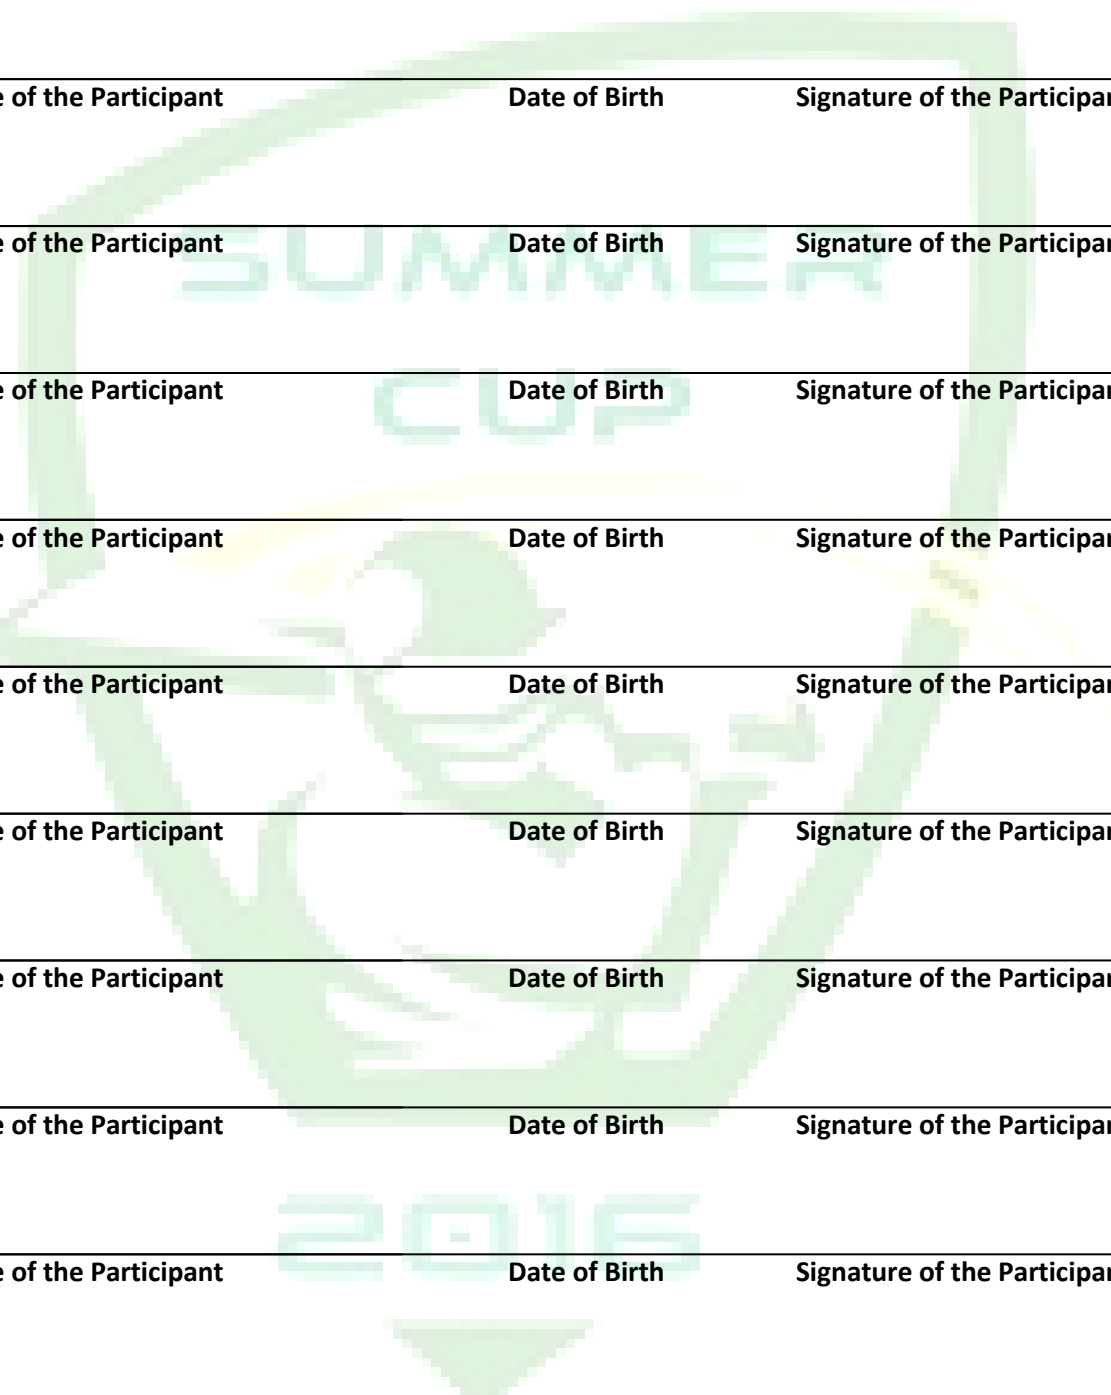 e of the Participant Date of Birth Signature of the Participan
SUMMER
e of the Participant Date of Birth Signature of the Participan
CUP
e of the Participant Date of Birth Signature of the Participan
e of the Participant Date of Birth Signature of the Participan
e of the Participant Date of Birth Signature of the Participan
e of the Participant Date of Birth Signature of the Participan
e of the Participant Date of Birth Signature of the Participan
e of the Participant Date of Birth Signature of the Participan
2016
e of the Participant Date of Birth Signature of the Participan